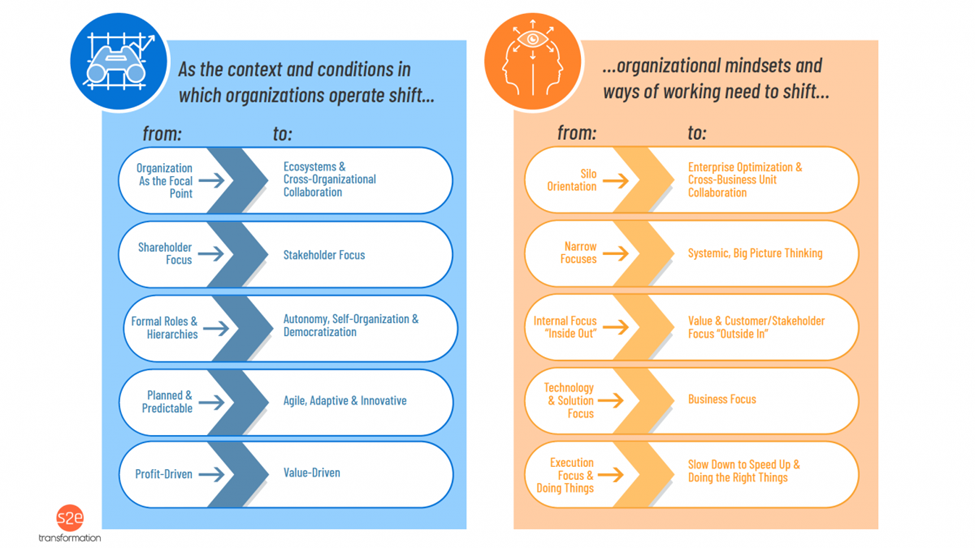 As the context and conditions in
which organizations operate shift...
from:
to:
Organization
As the Focal
Point
Ecosystems &
Cross-Organizational
Collaboration
Shareholder
Focus
Stakeholder Focus
Formal Roles &
Hierarchies
Autonomy, Self-Organization &
Democratization
Planned &
Predictable
Agile, Adaptive & Innovative
Profit-Driven
Value-Driven
...organizational mindsets and
ways of working need to shift...
from:
to:
Silo
Orientation
Enterprise Optimization &
Cross-Business Unit
Collaboration
Narrow
Focuses
Systemic, Big Picture Thinking
Internal Focus
"Inside Out"
Value & Customer/Stakeholder
Focus "Outside In"
Technology
& Solution
Focus
Business Focus
Execution
Focus &
Doing Things
Slow Down to Speed Up &
Doing the Right Things
s2e
transformation